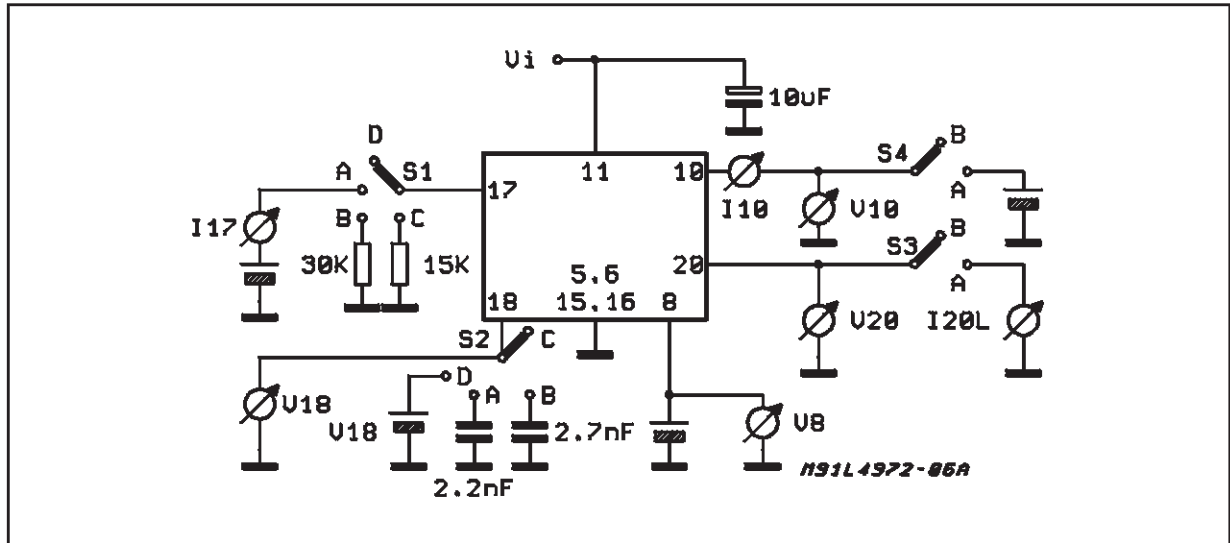 Vi
10uF
D
A
S1
17
11
10
S4
B
I17
B
C
I10
V10
A
30K
15K
S3
B
5.6
15.16
20
A
18
8
S2
C
V20
I20L
D
V18
A
B
V18
2.7nF
V8
2.2nF
M91L4972-06A